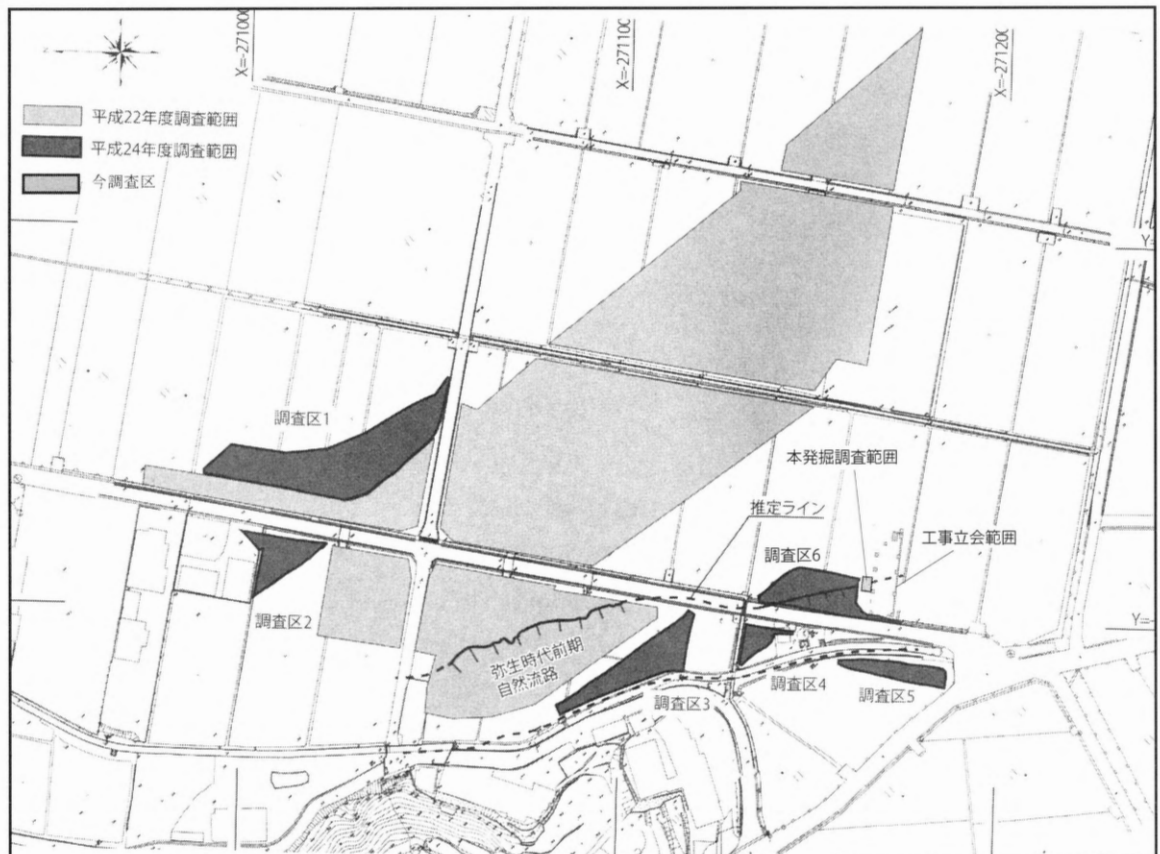 X=-271000
X=-271100
X=-271200
平成22年度調査範囲
平成24年度調査範囲
今調査区
Y=
調査区1
本発掘調査範囲
推定ライン
工事立会範囲
調査区6
調査区2
Y=
弥生時代前期
自然流路
調査区3
調査区4
調査区5